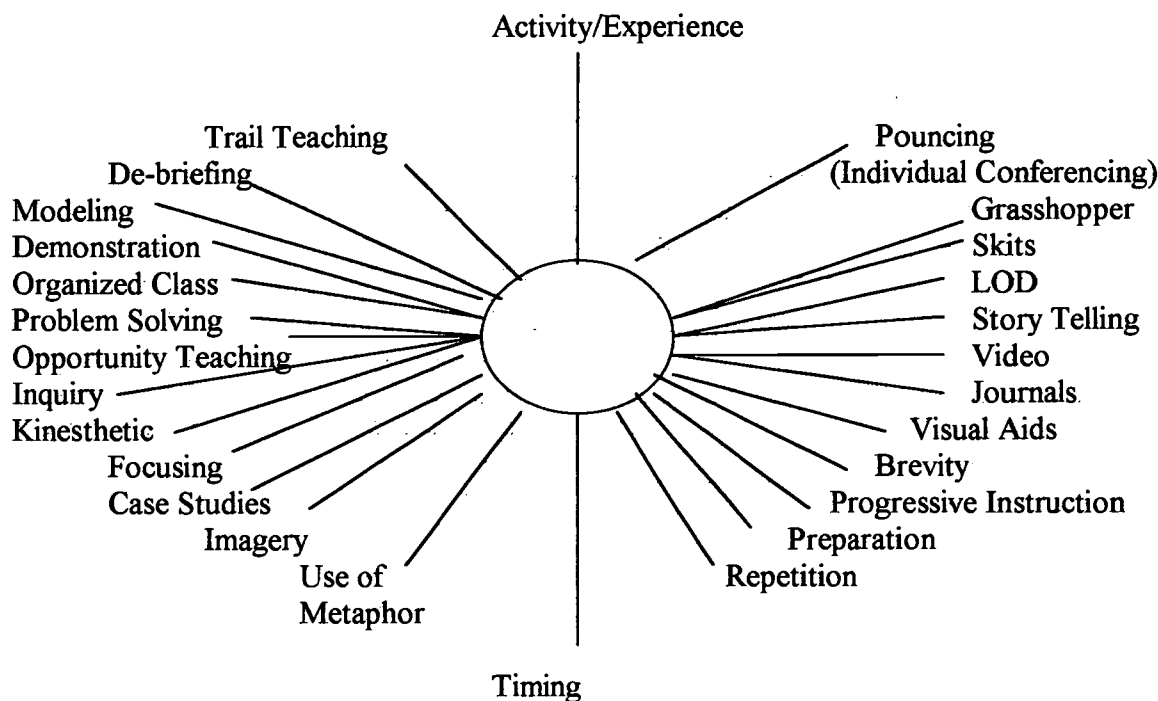 Activity/Experience
Trail Teaching
De-briefing
Modeling
Demonstration
Organized Class
Problem Solving
Opportunity Teaching
Inquiry
Kinesthetic
Focusing
Case Studies
Imagery
Use of
Metaphor
Pouncing
(Individual Conferencing)
Grasshopper
Skits
LOD
Story Telling
Video
Journals
Visual Aids
Brevity
Progressive Instruction
Preparation
Repetition
Timing